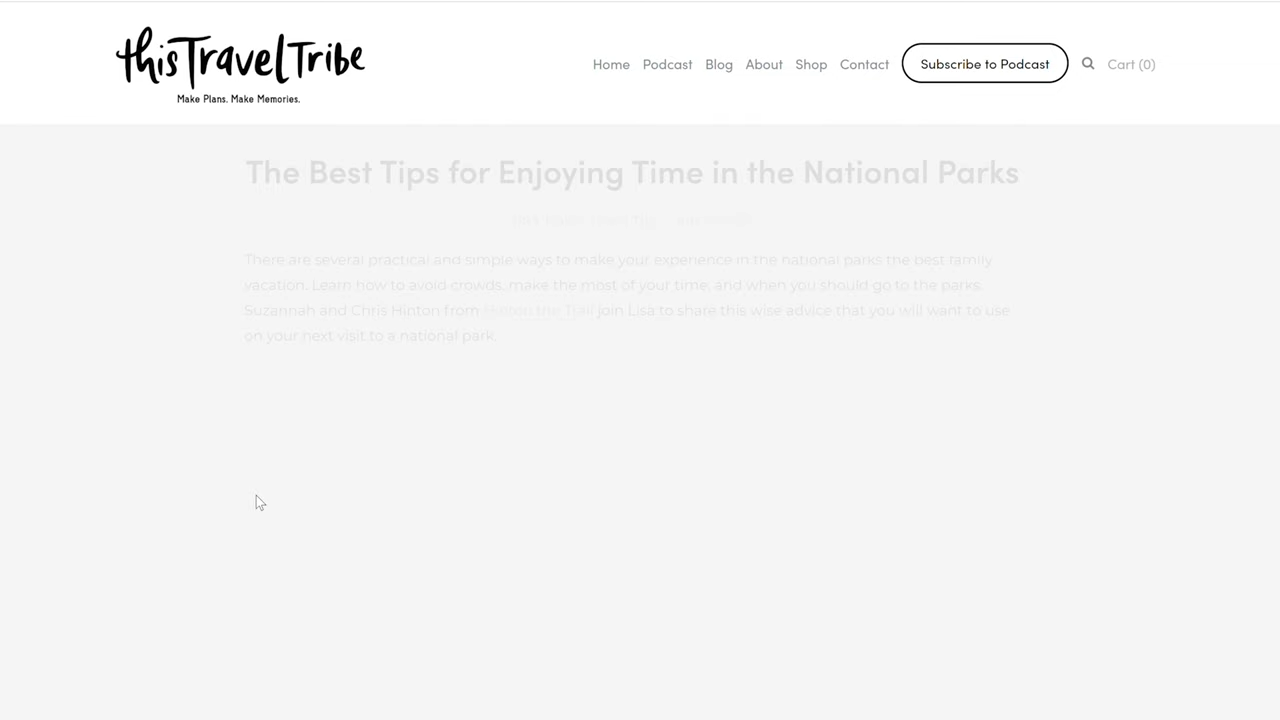 thisTravelTribe
Make Plans. Make Memories.
Home Podcast Blog About Shop Contact Subscribe to Podcast Cart (0)
The Best Tips for Enjoying Time in the National Parks
There are several practical and simple ways to make your experience in the national parks the best family
vacation. Learn how to avoid crowds, make the most of your time, and when you should go to the parks.
Suzannah and Chris Hinton from the Trail join Lisa to share this wise advice that you will want to use
on your next visit to a national park.